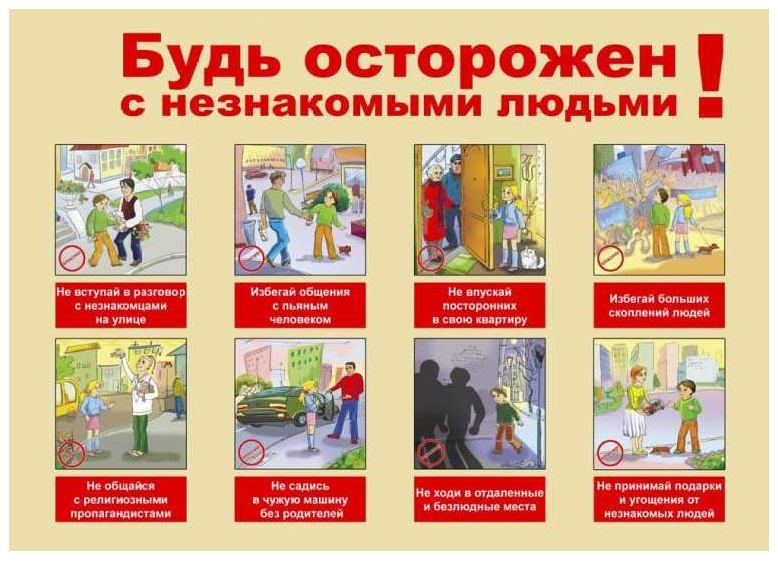 Будь осторожен
с незнакомыми людьми!
Не вступай в разговор
с незнакомцами
на улице
Избегай общения
с пьяным
человеком
Не впускай
посторонних
в свою квартиру
Избегай больших
скоплений людей
Не общайся
с религиозными
пропагандистами
Не садись
в чужую машину
без родителей
Не ходи в отдаленные
и безлюдные места
Не принимай подарки
и угощения от
незнакомых людей